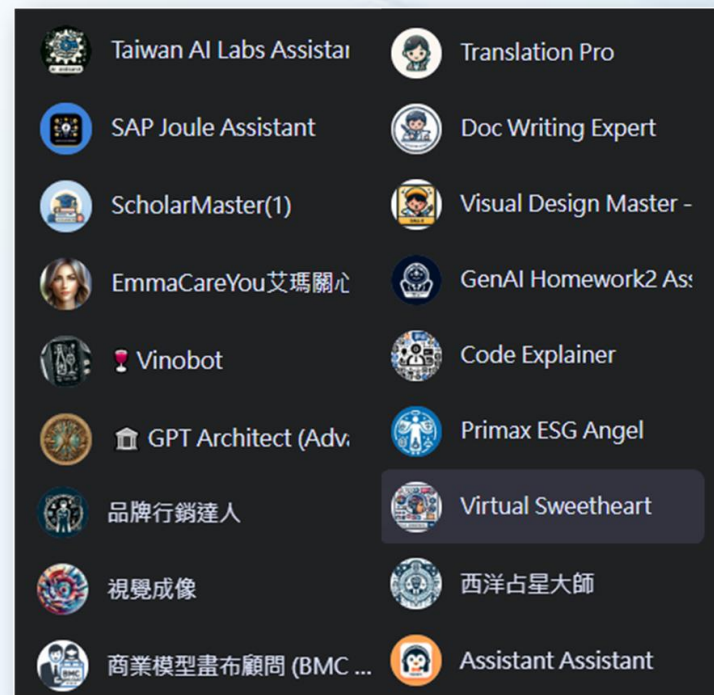 Taiwan AI Labs Assistan
SAP Joule Assistant
ScholarMaster(1)
EmmaCareYou艾瑪關心
Vinobot
GPT Architect (Adva
品牌行銷達人
視覺成像
商業模型畫布顧問 (BMC ...
Translation Pro
Doc Writing Expert
Visual Design Master -
GenAI Homework2 Ass
Code Explainer
Primax ESG Angel
Virtual Sweetheart
西洋占星大師
Assistant Assistant